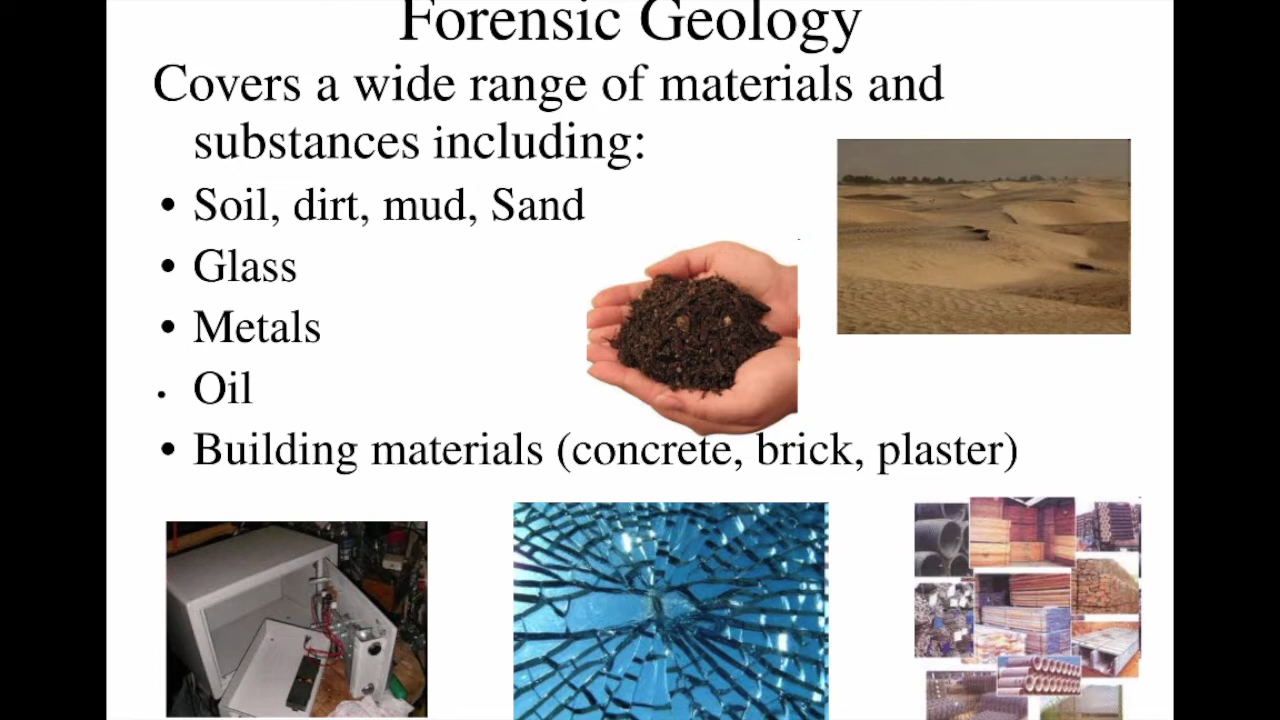 Forensic Geology
Covers a wide range of materials and
substances including:
• Soil, dirt, mud, Sand
• Glass
• Metals
• Oil
• Building materials (concrete, brick, plaster)